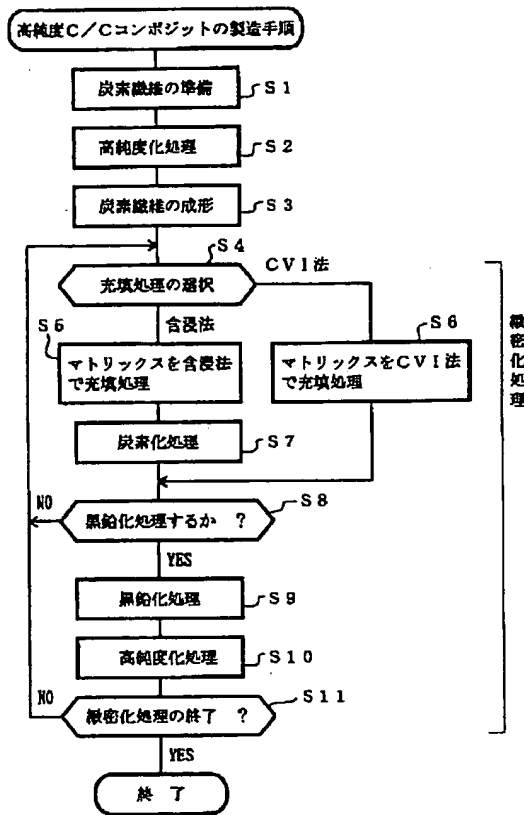 高純度C/Cコンポジットの製造手順
炭素繊維の準備
S1
高純度化処理
S2
炭素繊維の成形
S3
S4
充填処理の選択
CVI法
含浸法
S5
マトリックスを含浸法
で充填処理
S6
マトリックスをCVI法
で充填処理
緻密化処理
炭素化処理
S7
NO
黒鉛化処理するか ?
S8
YES
黒鉛化処理
S9
高純度化処理
S10
NO
緻密化処理の終了 ?
S11
YES
終 了